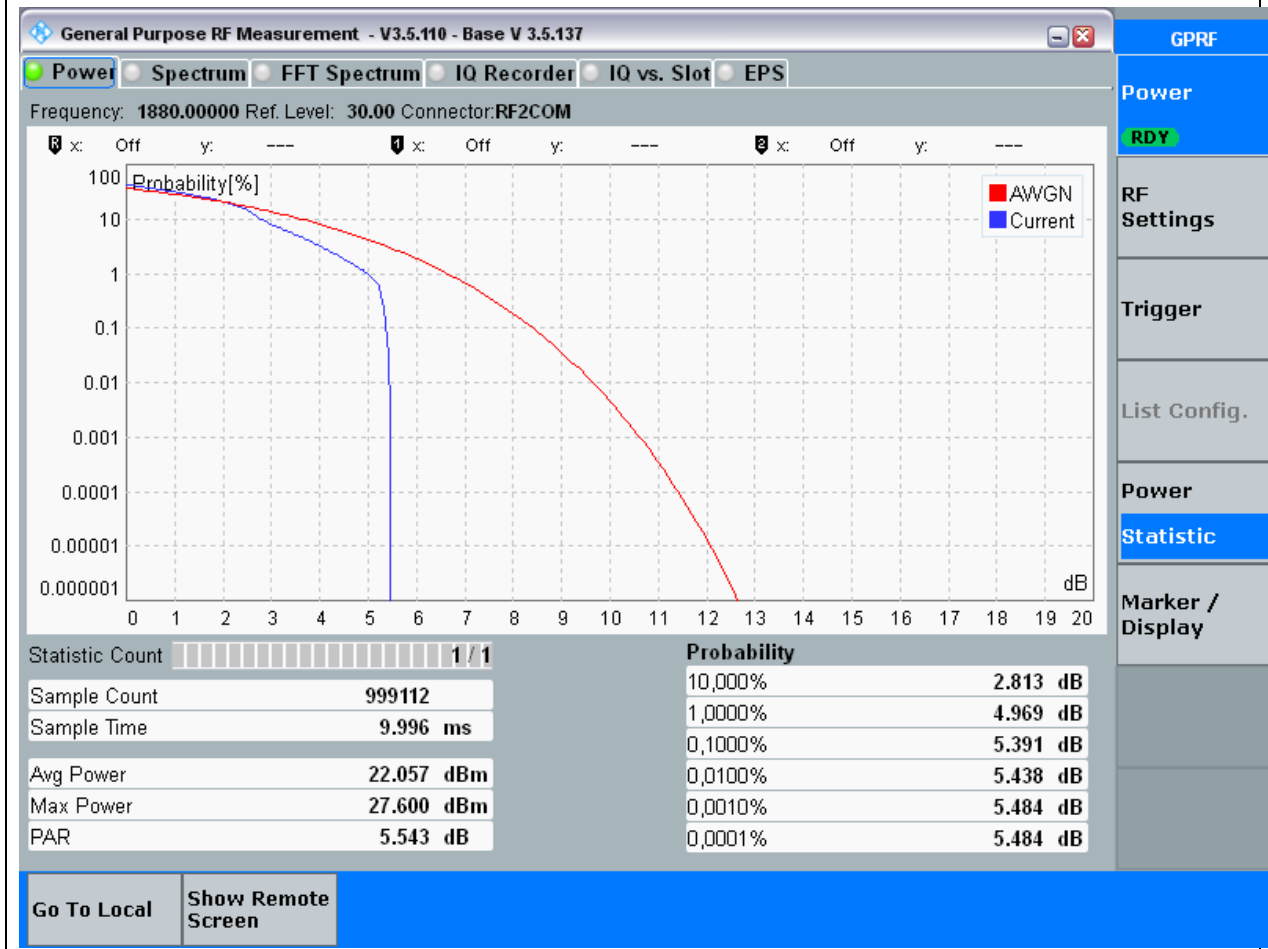 General Purpose RF Measurement - V3.5.110 - Base V 3.5.137
GPRF
Power Spectrum FFT Spectrum IQ Recorder IQ vs. Slot EPS
Frequency: 1880.00000 Ref. Level: 30.00 Connector:RF2COM
R x: Off y: --- 1 x: Off y: --- 2 x: Off y: ---
Probability[%]
AWGN
Current
100
10
1
0.1
0.01
0.001
0.0001
0.00001
0.000001
dB
0 1 2 3 4 5 6 7 8 9 10 11 12 13 14 15 16 17 18 19 20
Statistic Count 1 / 1
Sample Count 999112
Sample Time 9.996 ms
Avg Power 22.057 dBm
Max Power 27.600 dBm
PAR 5.543 dB
Probability
10,000% 2.813 dB
1,0000% 4.969 dB
0,1000% 5.391 dB
0,0100% 5.438 dB
0,0010% 5.484 dB
0,0001% 5.484 dB
Power
RDY
RF
Settings
Trigger
List Config.
Power
Statistic
Marker /
Display
Go To Local
Show Remote
Screen